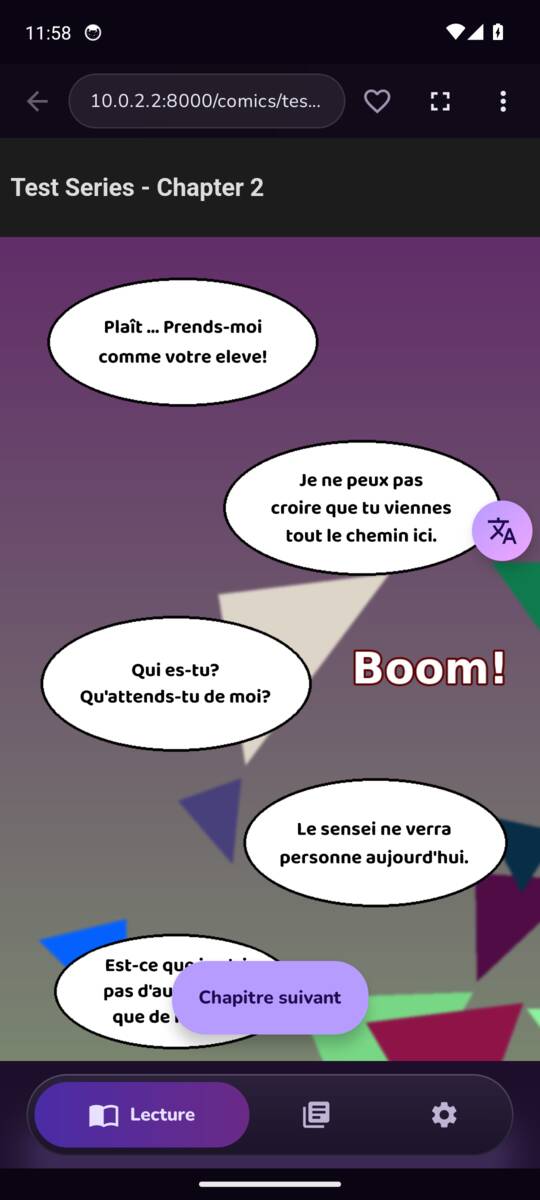 11:58
10.0.2.2:8000/comics/tes...
Test Series - Chapter 2
Plaît ... Prends-moi
comme votre eleve!
Je ne peux pas
croire que tu viennes
tout le chemin ici.
Qui es-tu?
Qu'attends-tu de moi?
Boom!
Le sensei ne verra
personne aujourd'hui.
Est-ce que
pas
que de
Chapitre suivant
Lecture